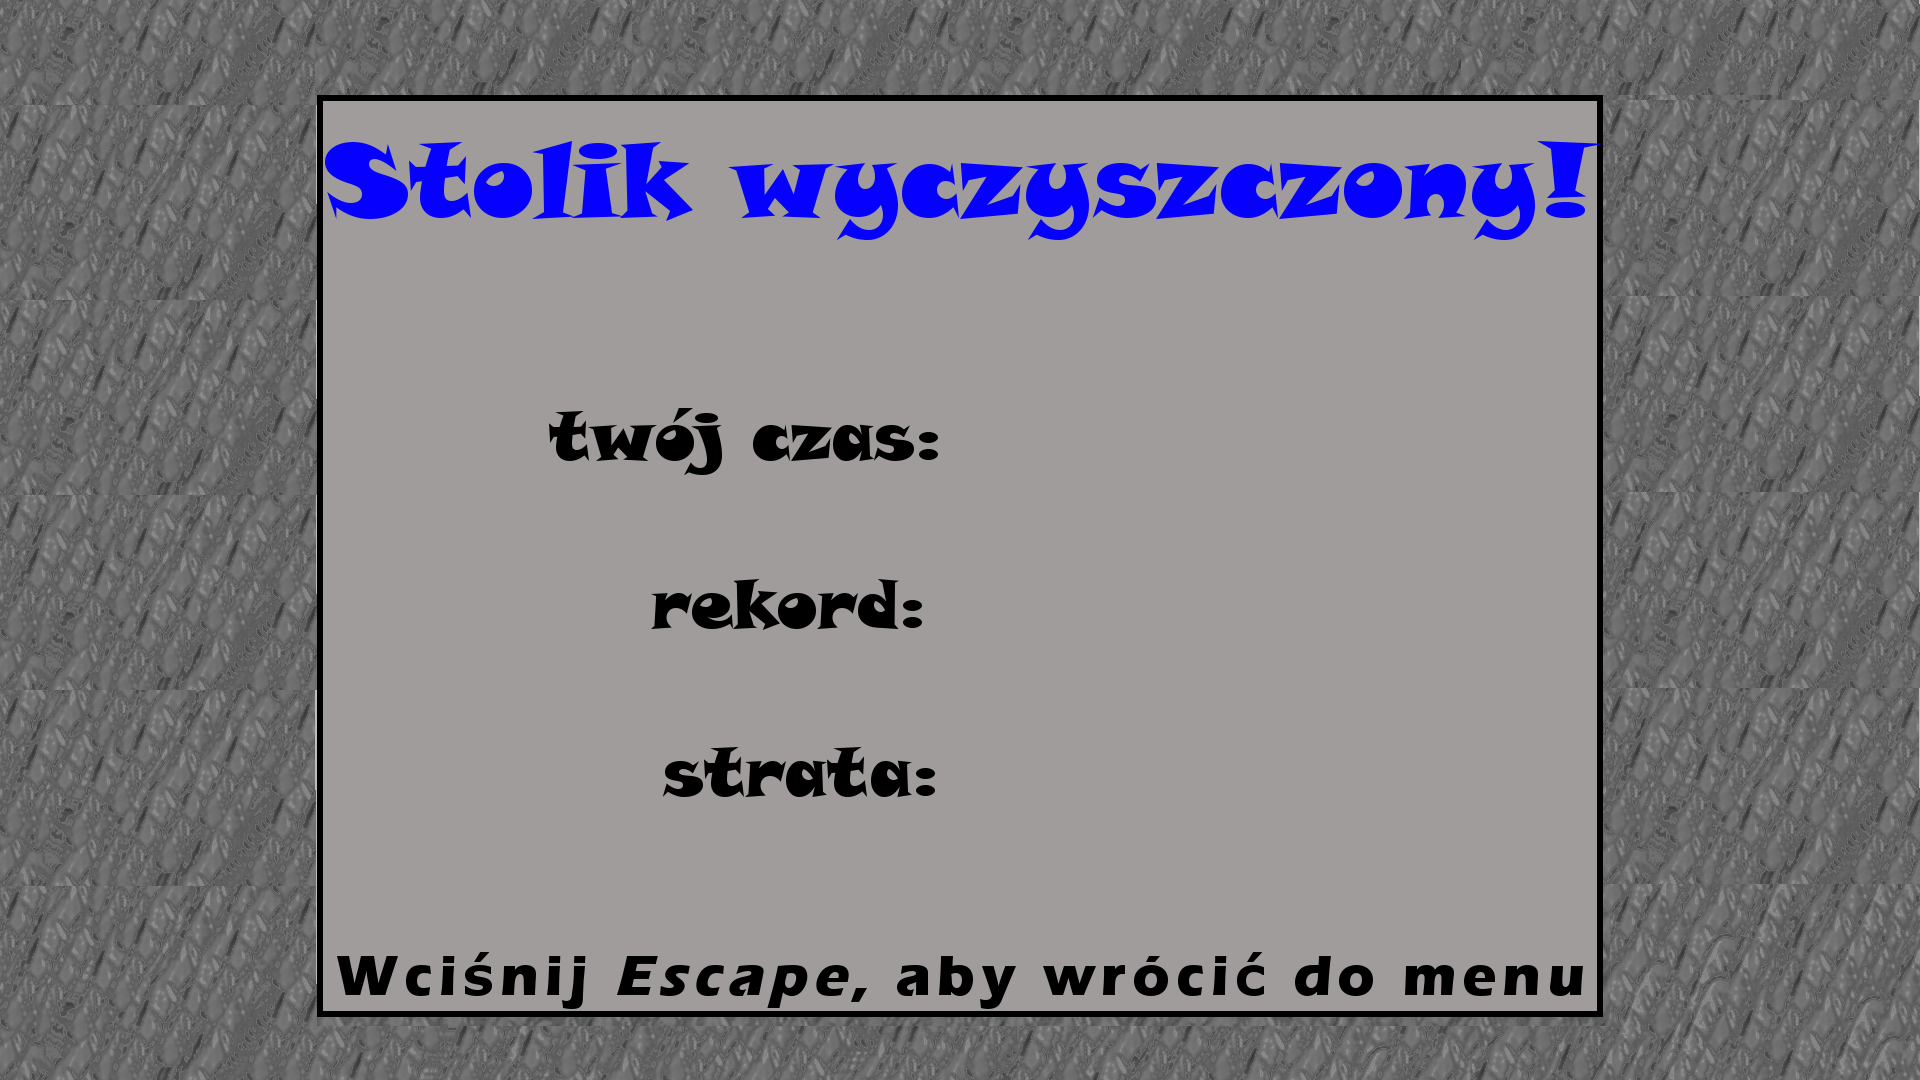 Stolik wyczyszczony!
twój czas:
rekord:
strata:
Wciśnij Escape, aby wrócić do menu